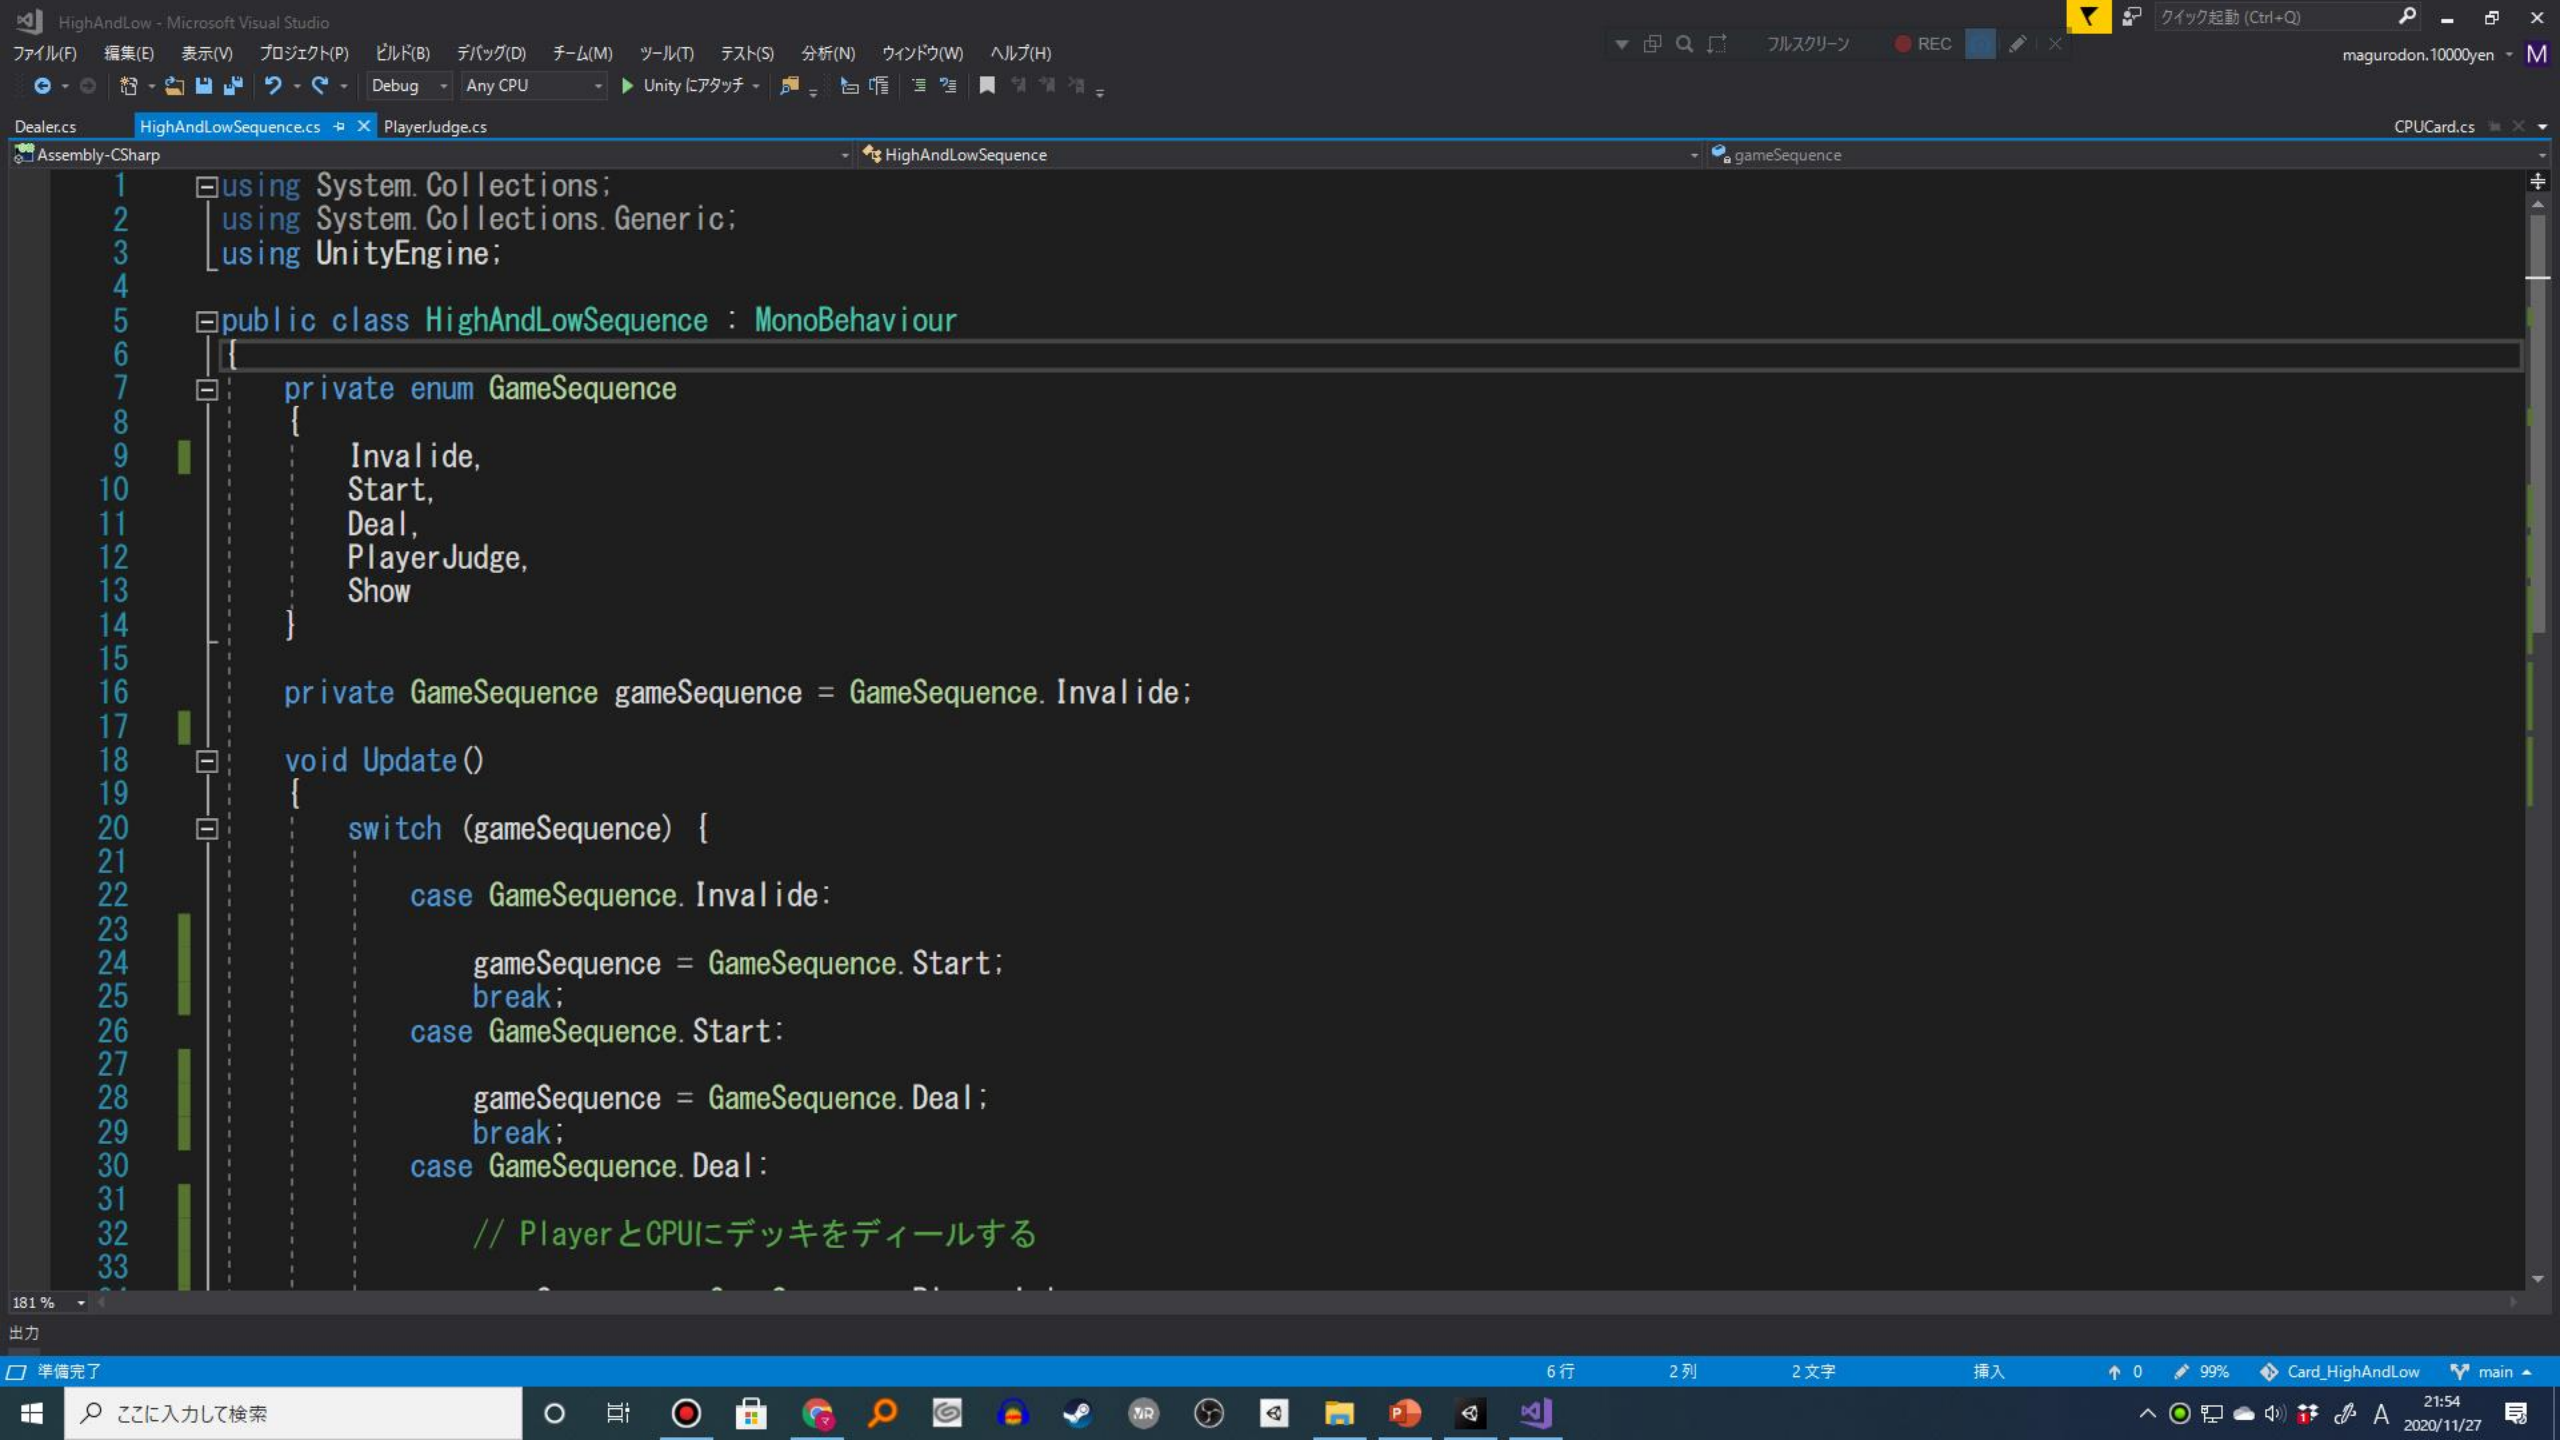 HighAndLow - Microsoft Visual Studio
クイック起動 (Ctrl+Q)
ファイル(F) 編集(E) 表示(V) プロジェクト(P) ビルド(B) デバッグ(D) チーム(M) ツール(T) テスト(S) 分析(N) ウィンドウ(W) ヘルプ(H)
フルスクリーン REC
magurodon.10000yen M
Debug Any CPU Unity にアタッチ
Dealer.cs HighAndLowSequence.cs PlayerJudge.cs CPUCard.cs
Assembly-CSharp HighAndLowSequence gameSequence
1 using System.Collections;
2 using System.Collections.Generic;
3 using UnityEngine;
4
5 public class HighAndLowSequence : MonoBehaviour
6 {
7 private enum GameSequence
8 {
9 Invalide,
10 Start,
11 Deal,
12 PlayerJudge,
13 Show
14 }
15
16 private GameSequence gameSequence = GameSequence.Invalide;
17
18 void Update()
19 {
20 switch (gameSequence) {
21
22 case GameSequence.Invalide:
23
24 gameSequence = GameSequence.Start;
25 break;
26 case GameSequence.Start:
27
28 gameSequence = GameSequence.Deal;
29 break;
30 case GameSequence.Deal:
31
32 // PlayerとCPUにデッキをディールする
33
181 %
出力
準備完了 6 行 2 列 2 文字 挿入 0 99% Card_HighAndLow main
ここに入力して検索 A 21:54
2020/11/27